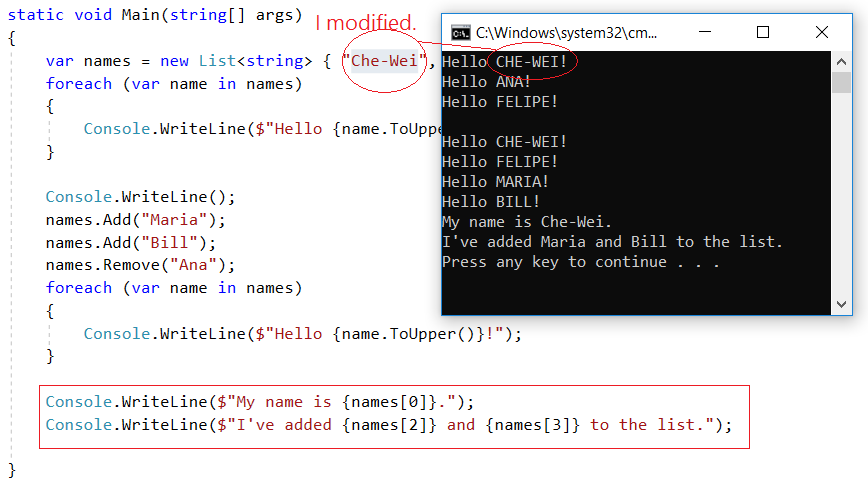 static void Main(string[] args)
I modified.
{
var names = new List<string> { "Che-Wei",
foreach (var name in names)
{
Console.WriteLine($"Hello {name.ToUppe
}
Console.WriteLine();
names.Add("Maria");
names.Add("Bill");
names.Remove("Ana");
foreach (var name in names)
{
Console.WriteLine($"Hello {name.ToUpper()}!");
}
Console.WriteLine($"My name is {names[0]}.");
Console.WriteLine($"I've added {names[2]} and {names[3]} to the list.");
}
C:\Windows\system32\cm...
Hello CHE-WEI!
Hello ANA!
Hello FELIPE!
Hello CHE-WEI!
Hello FELIPE!
Hello MARIA!
Hello BILL!
My name is Che-Wei.
I've added Maria and Bill to the list.
Press any key to continue . . .